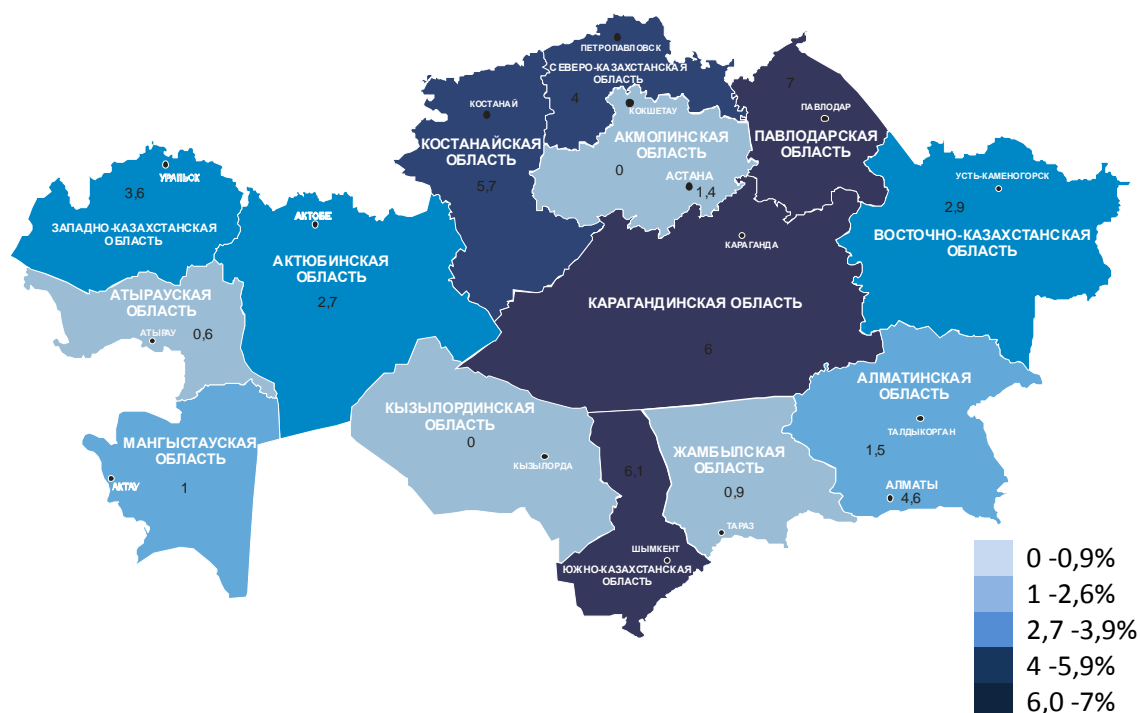 ПЕТРОПАВЛОВСК
СЕВЕРО-КАЗАХСТАНСКАЯ
ОБЛАСТЬ
4
КОСТАНАЙ
КОСТАНАЙСКАЯ
ОБЛАСТЬ
5,7
КОКШЕТАУ
АКМОЛИНСКАЯ
ОБЛАСТЬ
0
АСТАНА
1,4
7
ПАВЛОДАР
ПАВЛОДАРСКАЯ
ОБЛАСТЬ
УРАЛЬСК
3,6
ЗАПАДНО-КАЗАХСТАНСКАЯ
ОБЛАСТЬ
АКТОБЕ
АКТЮБИНСКАЯ
ОБЛАСТЬ
2,7
УСТЬ-КАМЕНОГОРСК
2,9
ВОСТОЧНО-КАЗАХСТАНСКАЯ
ОБЛАСТЬ
КАРАГАНДА
КАРАГАНДИНСКАЯ ОБЛАСТЬ
6
АТЫРАУСКАЯ
ОБЛАСТЬ
АТЫРАУ
0,6
МАНГЫСТАУСКАЯ
ОБЛАСТЬ
АКТАУ
1
КЫЗЫЛОРДИНСКАЯ
ОБЛАСТЬ
0
КЫЗЫЛОРДА
6,1
ШЫМКЕНТ
ЮЖНО-КАЗАХСТАНСКАЯ
ОБЛАСТЬ
ЖАМБЫЛСКАЯ
ОБЛАСТЬ
0,9
ТАРАЗ
АЛМАТИНСКАЯ
ОБЛАСТЬ
ТАЛДЫКОРГАН
1,5
АЛМАТЫ
4,6
0 -0,9%
1 -2,6%
2,7 -3,9%
4 -5,9%
6,0 -7%